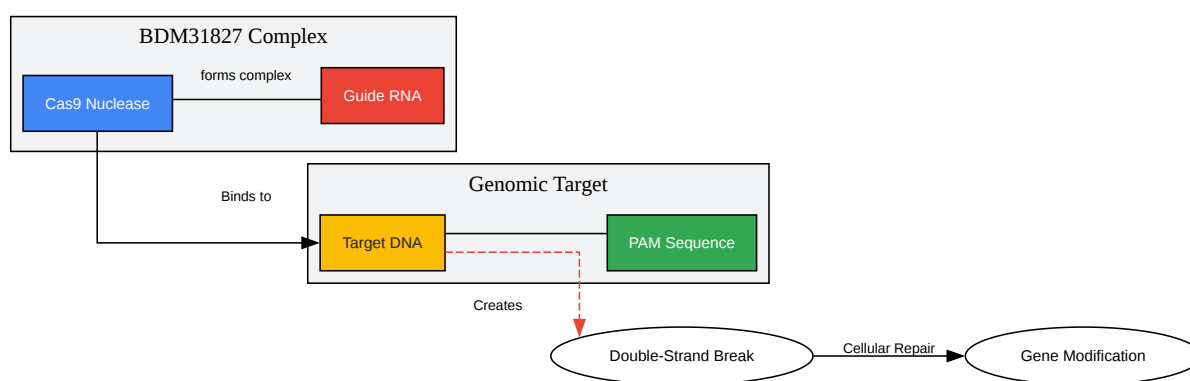 BDM31827 Complex
Cas9 Nuclease
forms complex
Guide RNA
Binds to
Genomic Target
Target DNA
PAM Sequence
Creates
Double-Strand Break
Cellular Repair
Gene Modification